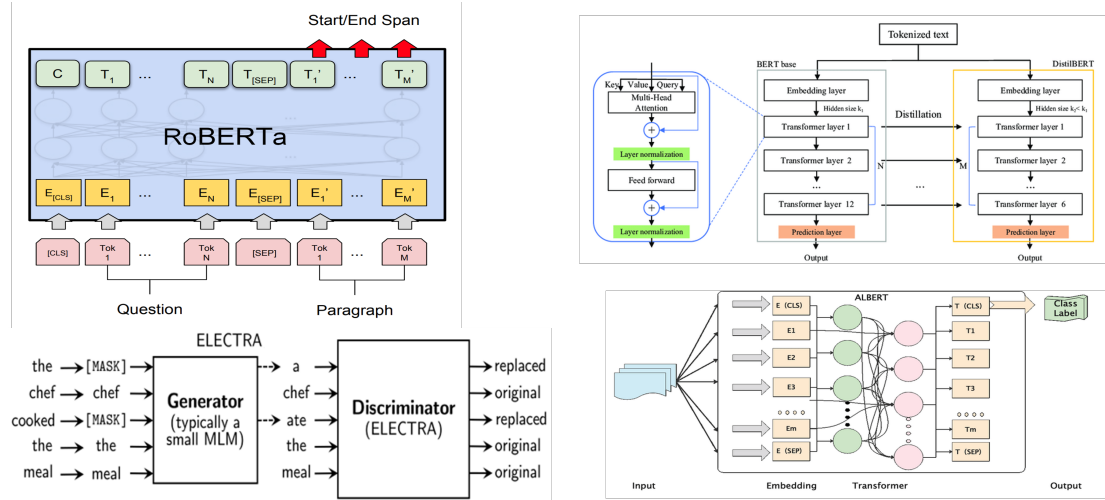 Start/End Span
C T1 ... TN T[SEP] T1' ... TM'
RoBERTa
E[CLS] E1 ... EN E[SEP] E1' ... EM'
[CLS] Tok 1 ... Tok N [SEP] Tok 1 ... Tok M
Question Paragraph
Tokenized text
BERT base DistilBERT
Key Value Query
Multi-Head
Attention
+
Layer normalization
Feed forward
+
Layer normalization
Embedding layer
Hidden size k1
Transformer layer 1
Transformer layer 2
...
Transformer layer 12
Prediction layer
Output
N
Distillation
...
M
Embedding layer
Hidden size k2< k1
Transformer layer 1
Transformer layer 2
...
Transformer layer 6
Prediction layer
Output
ELECTRA
the [MASK] a replaced
chef chef chef original
cooked [MASK] ate replaced
the the the original
meal meal meal original
Generator
(typically a
small MLM)
Discriminator
(ELECTRA)
ALBERT
E (CLS) T (CLS)
Class
Label
E1 T1
E2 T2
E3 T3
Em Tm
E (SEP) T (SEP)
Input Embedding Transformer Output